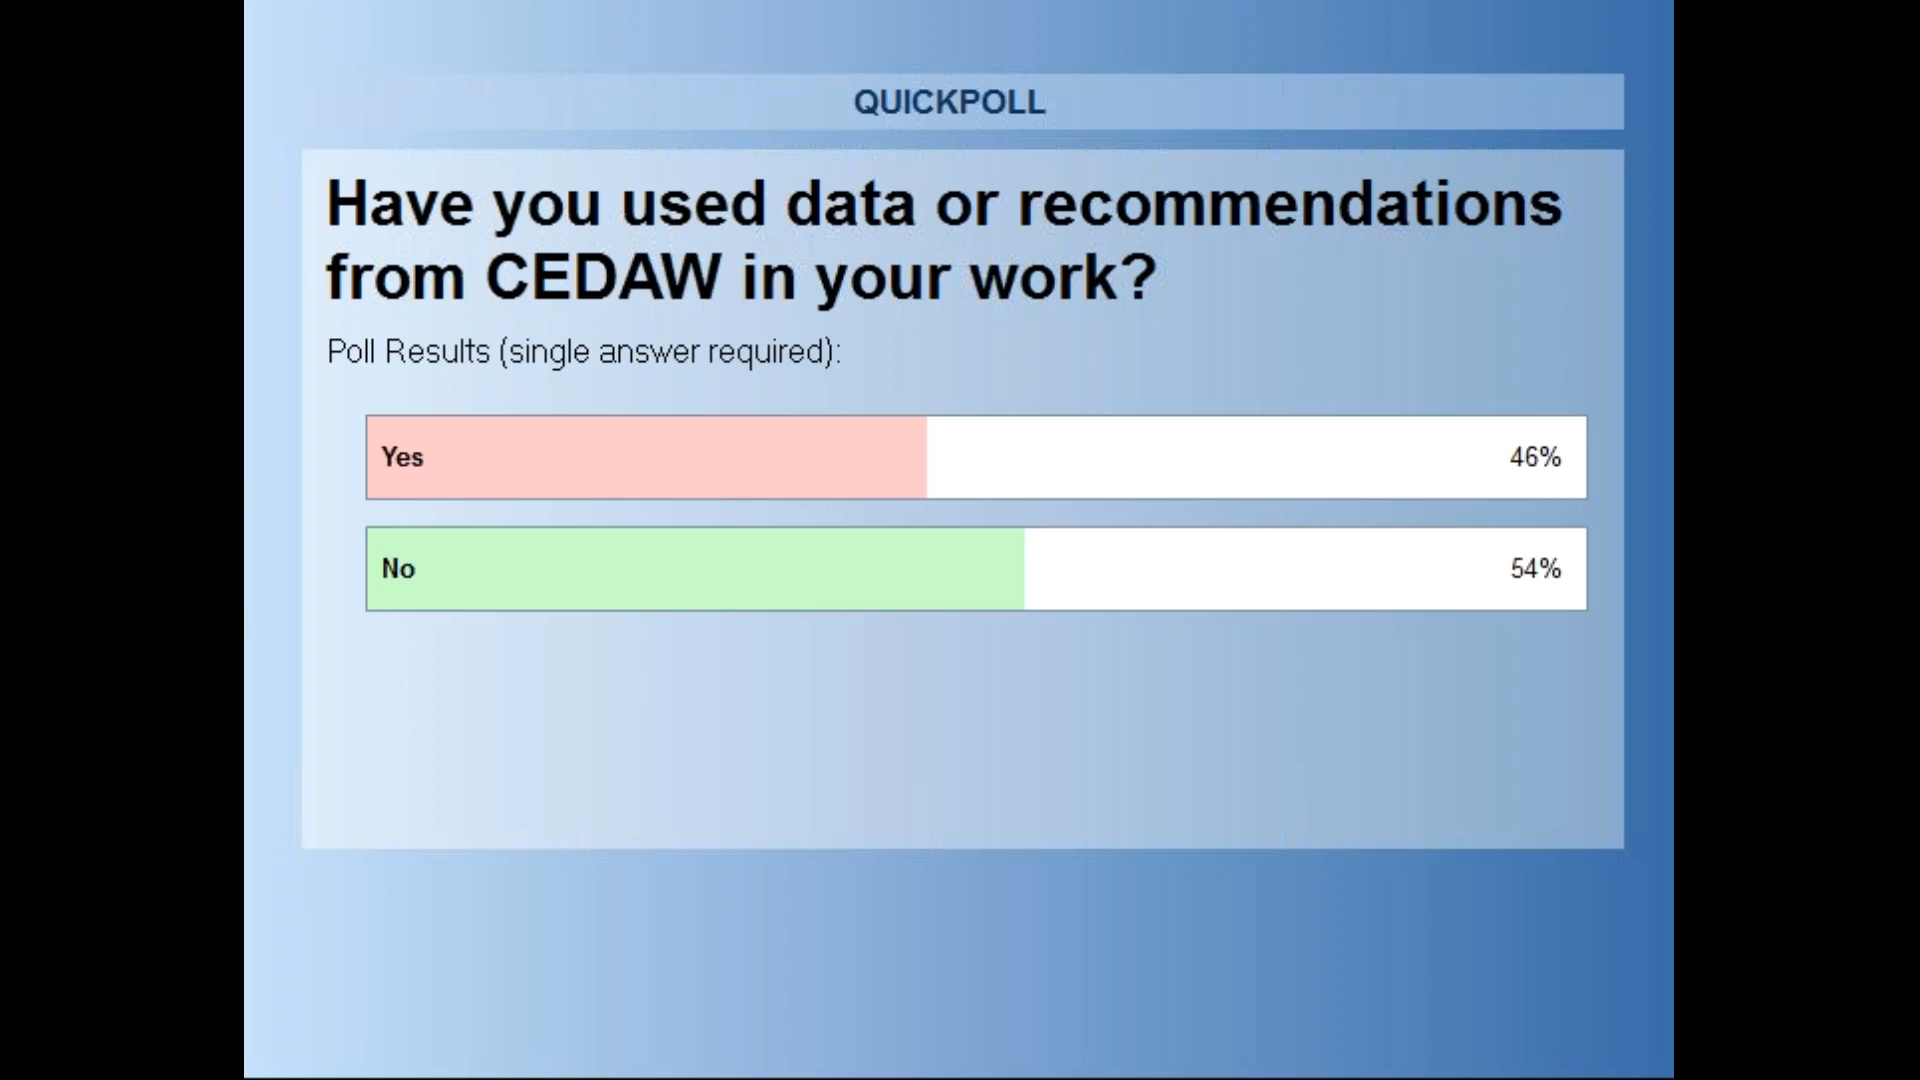 QUICKPOLL
Have you used data or recommendations
from CEDAW in your work?
Poll Results (single answer required):
Yes 46%
No 54%